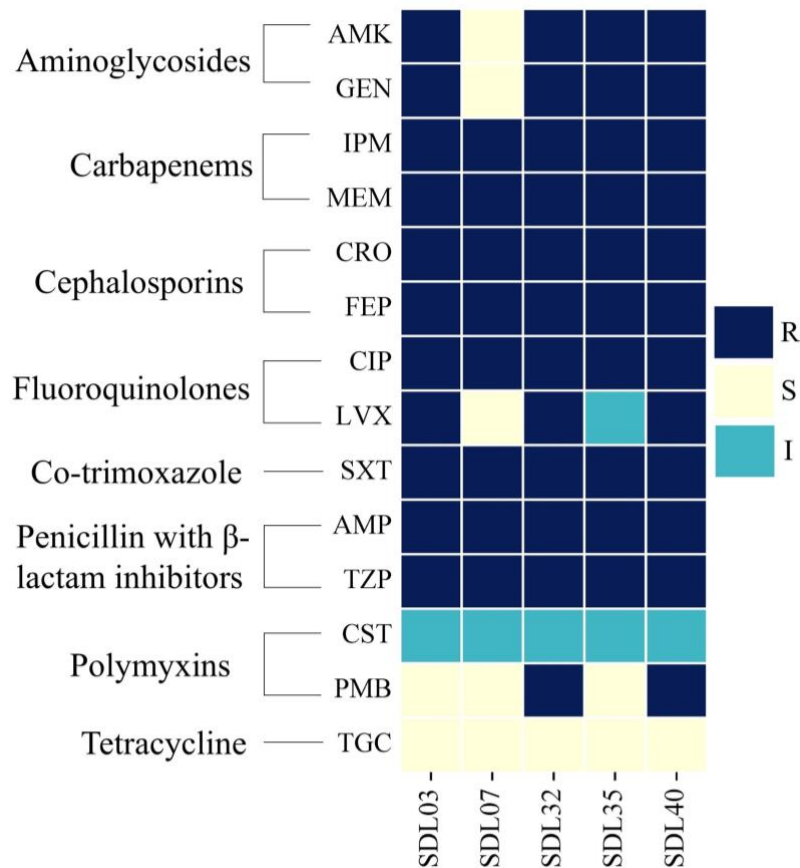 Aminoglycosides
AMK
GEN
Carbapenems
IPM
MEM
Cephalosporins
CRO
FEP
Fluoroquinolones
CIP
LVX
Co-trimoxazole
SXT
Penicillin with β-
lactam inhibitors
AMP
TZP
Polymyxins
CST
PMB
Tetracycline
TGC
R
S
I
SDL03
SDL07
SDL32
SDL35
SDL40